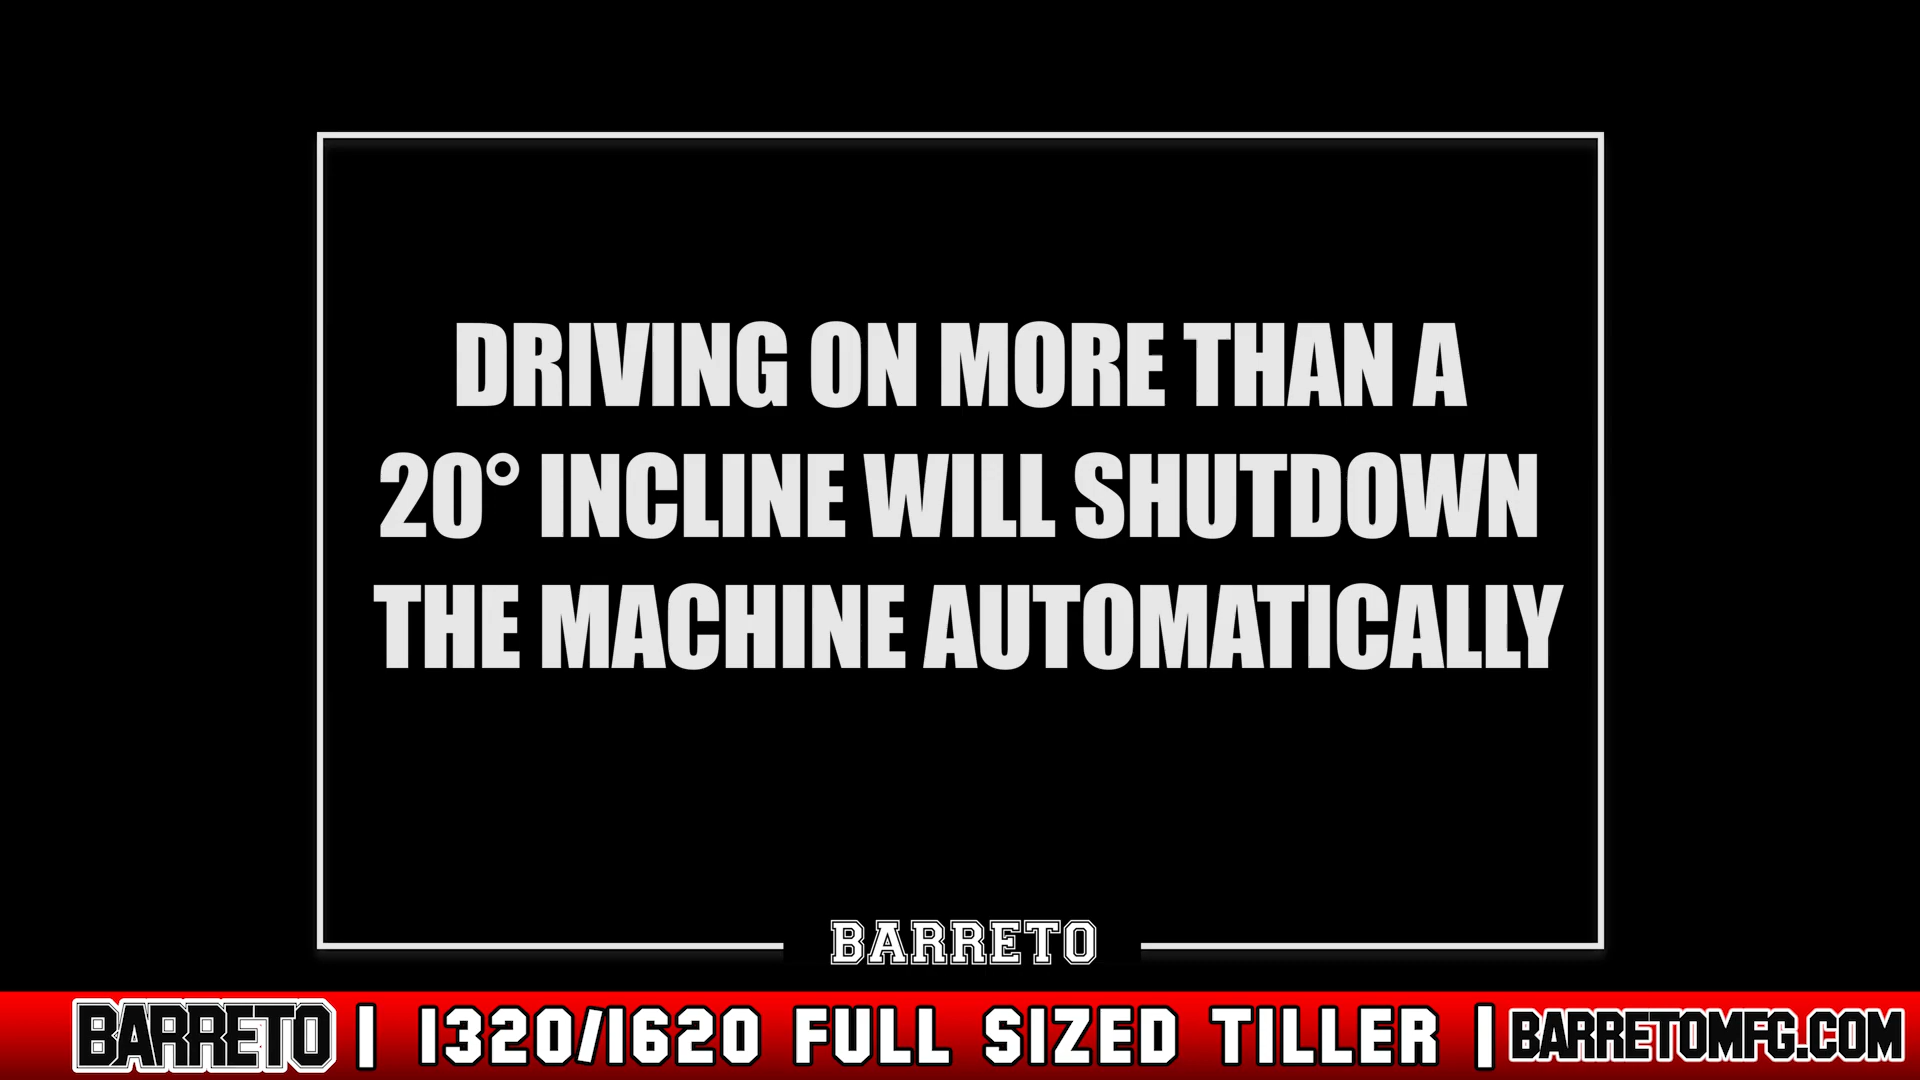 DRIVING ON MORE THAN A
20° INCLINE WILL SHUTDOWN
THE MACHINE AUTOMATICALLY
BARRETO
BARRETO | 1320/1620 FULL SIZED TILLER | BARRETOMFG.COM